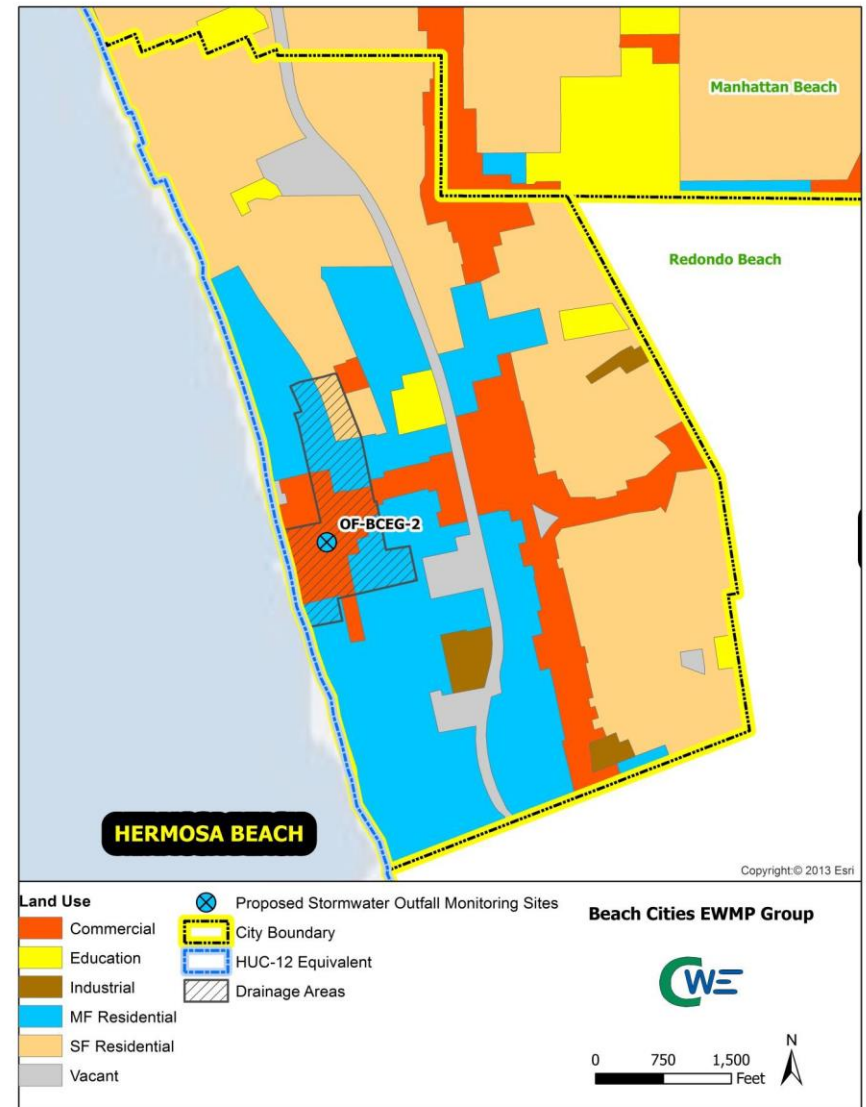 Manhattan Beach
Redondo Beach
OF-BCEG-2
HERMOSA BEACH
Copyright:© 2013 Esri
Land Use
Commercial
Education
Industrial
MF Residential
SF Residential
Vacant
Proposed Stormwater Outfall Monitoring Sites
City Boundary
HUC-12 Equivalent
Drainage Areas
Beach Cities EWMP Group
CWE
N
0 750 1,500
Feet